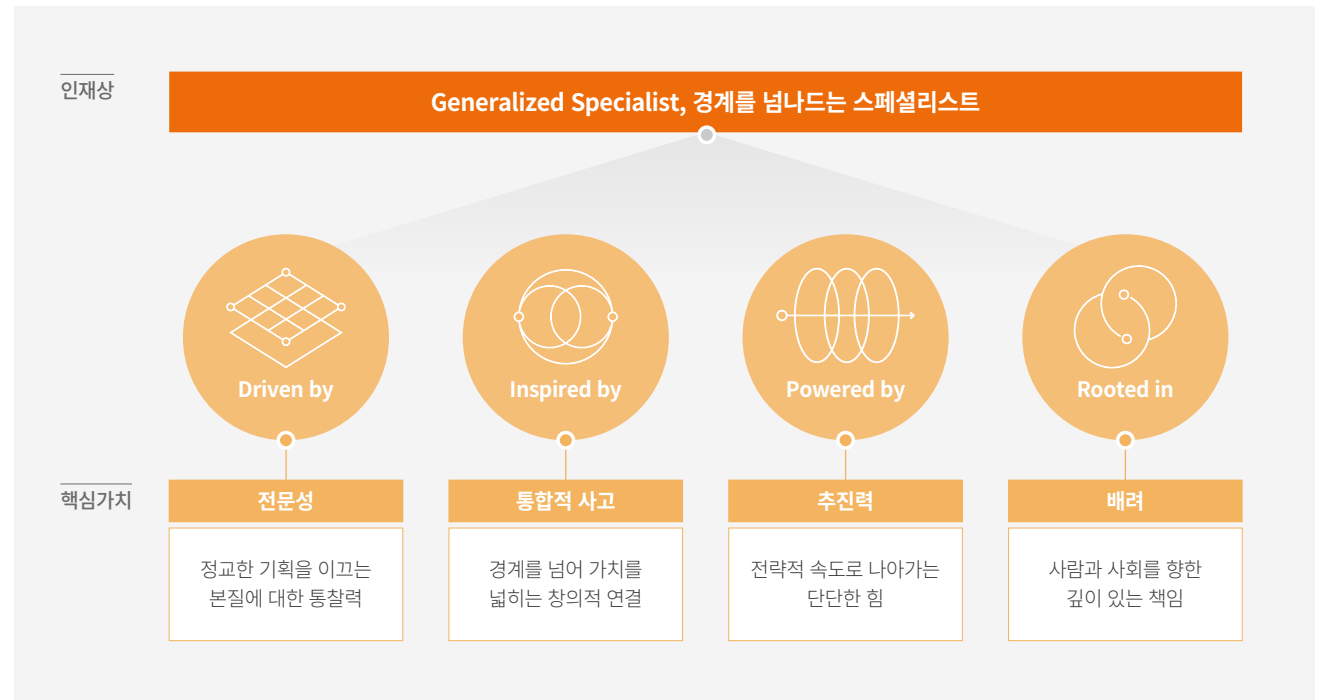 인재상
Generalized Specialist, 경계를 넘나드는 스페셜리스트
Driven by
Inspired by
Powered by
Rooted in
핵심가치
전문성
통합적 사고
추진력
배려
정교한 기획을 이끄는
본질에 대한 통찰력
경계를 넘어 가치를
넓히는 창의적 연결
전략적 속도로 나아가는
단단한 힘
사람과 사회를 향한
깊이 있는 책임